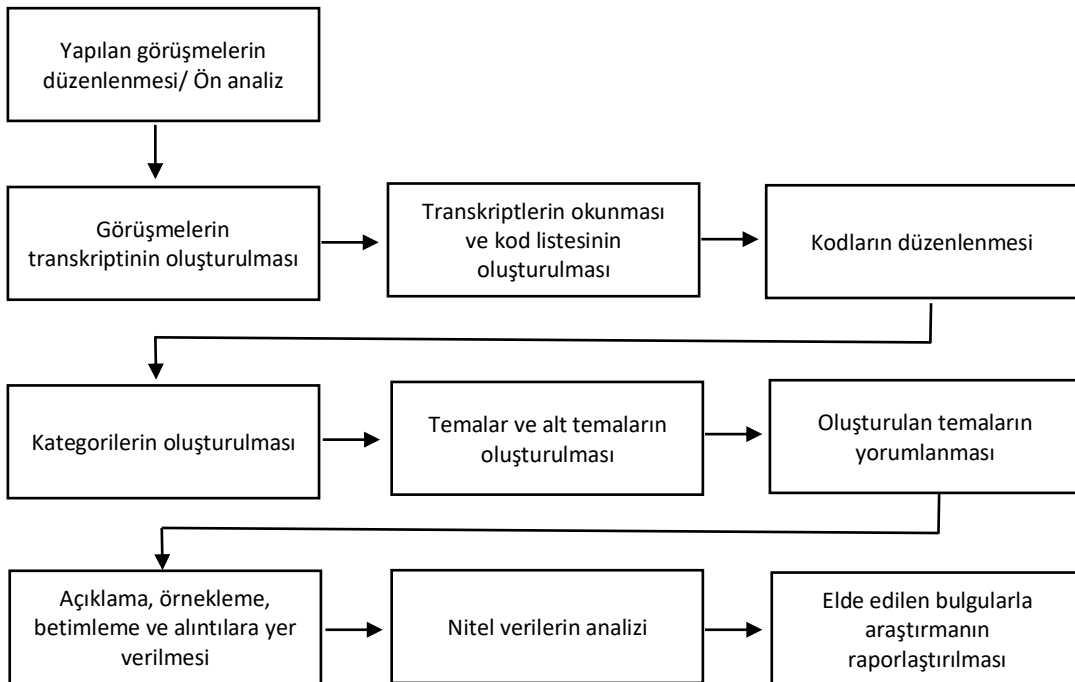 Yapılan görüşmelerin
düzenlenmesi/ Ön analiz
Görüşmelerin
transkriptinin oluşturulması
Transkriptlerin okunması
ve kod listesinin
oluşturulması
Kodların düzenlenmesi
Kategorilerin oluşturulması
Temalar ve alt temaların
oluşturulması
Oluşturulan temaların
yorumlanması
Açıklama, örnekleme,
betimleme ve alıntılara yer
verilmesi
Nitel verilerin analizi
Elde edilen bulgularla
araştırmanın
raporlaştırılması